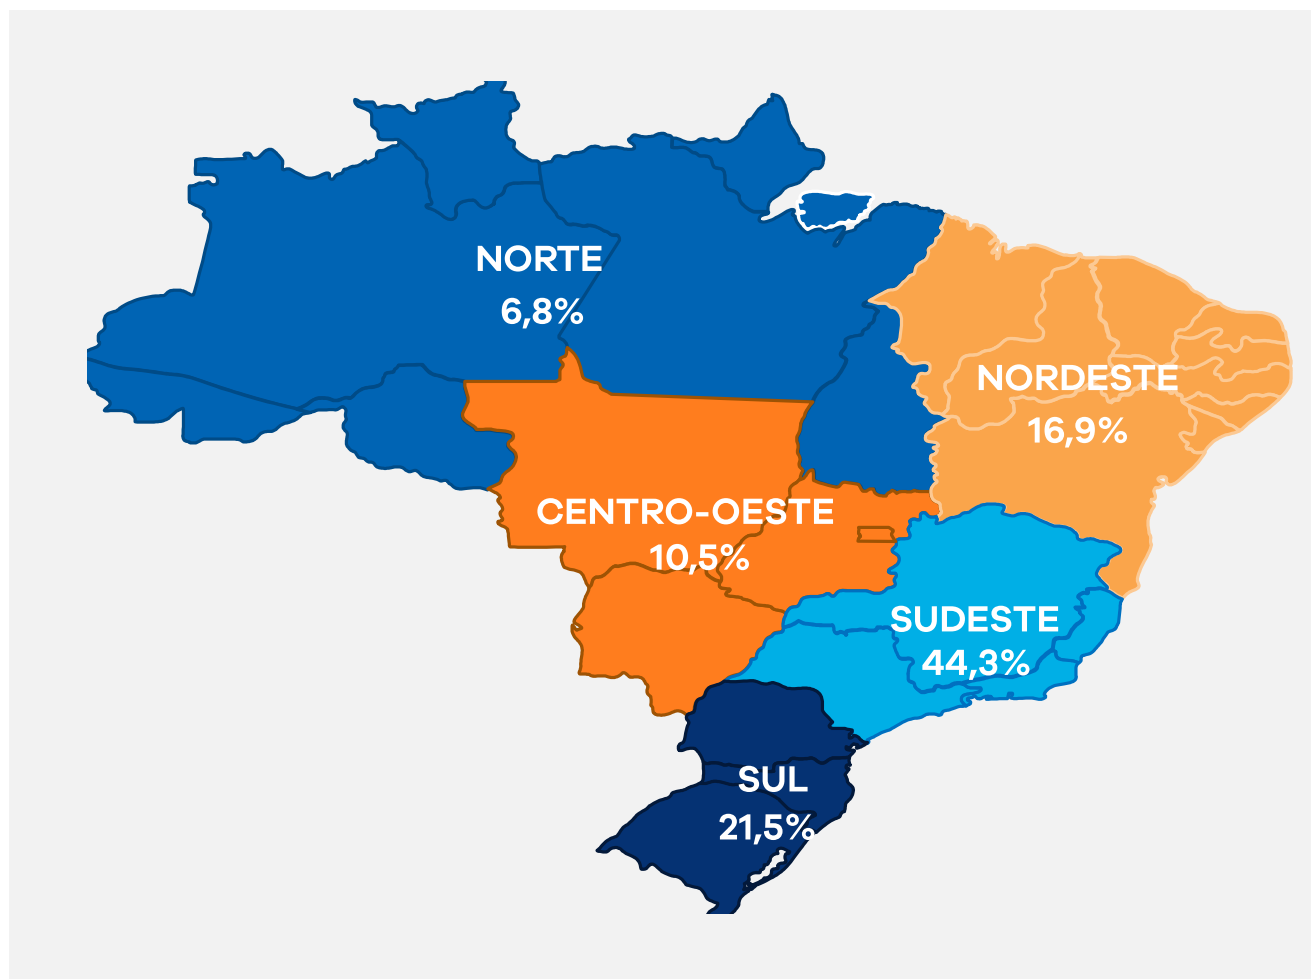 NORTE
6,8%
NORDESTE
16,9%
CENTRO-OESTE
10,5%
SUDESTE
44,3%
SUL
21,5%